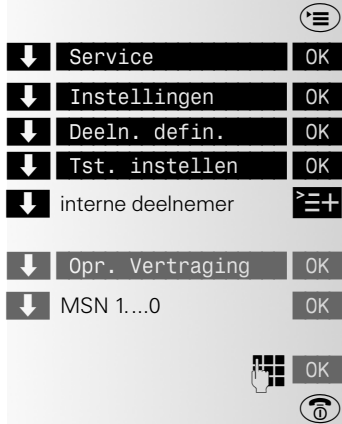 Service OK
Instellingen OK
Deeln. defin. OK
Tst. instellen OK
interne deelnemer
Opr. Vertraging OK
MSN 1....0 OK
OK